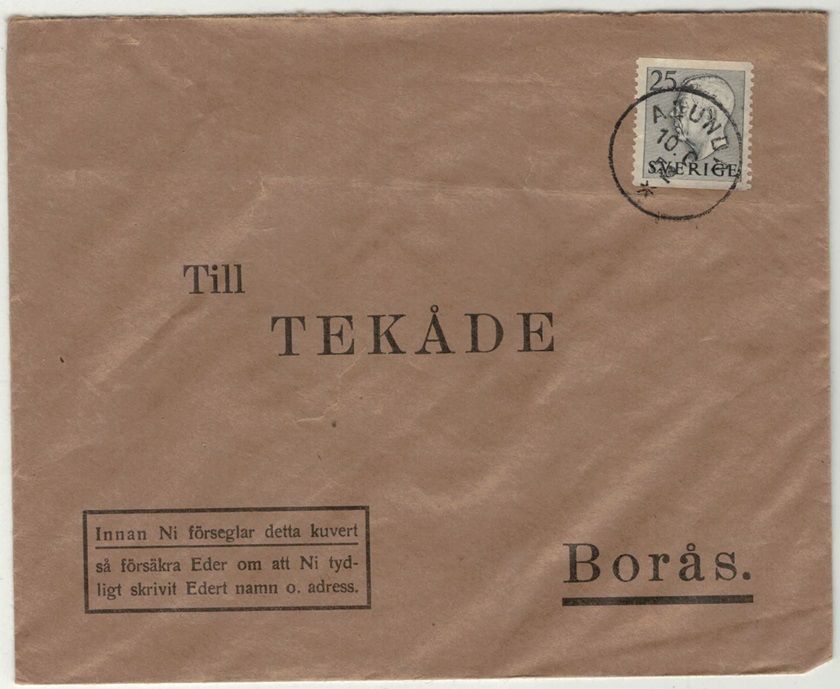 25
SVERIGE
10
Till
TEKÅDE
Innan Ni förseglar detta kuvert
så försäkra Eder om att Ni tyd-
ligt skrivit Edert namn o. adress.
Borås.